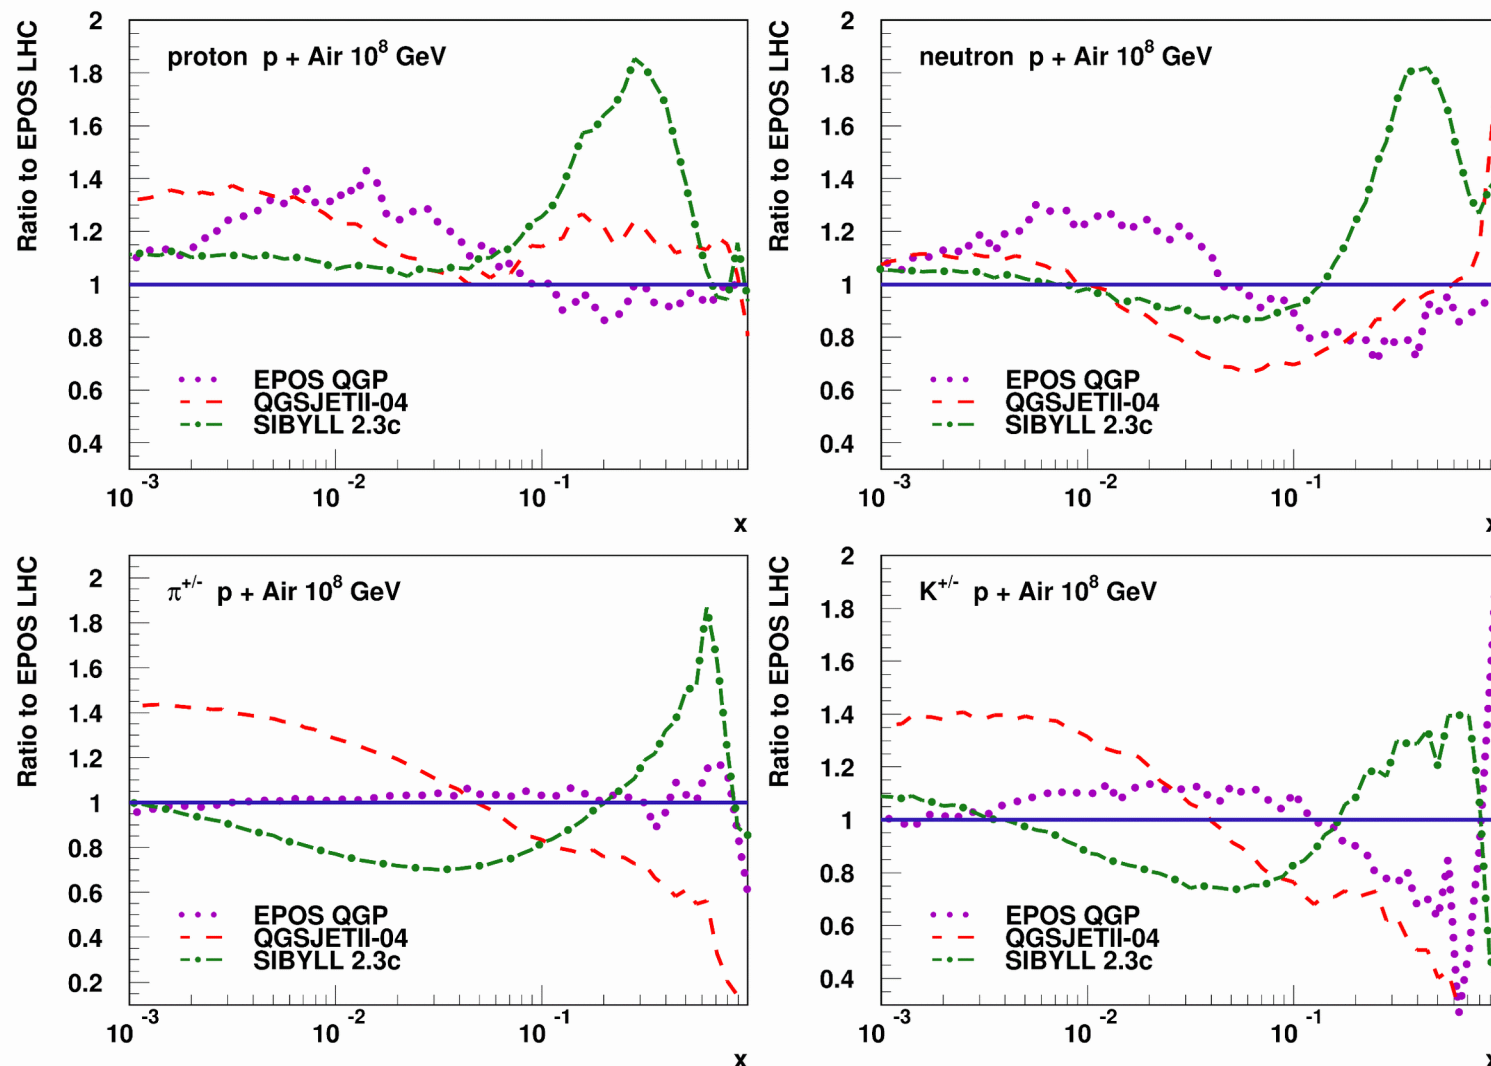 Ratio to EPOS LHC
2
1.8
1.6
1.4
1.2
1
0.8
0.6
0.4
proton p + Air 10^8 GeV
EPOS QGP
QGSJETII-04
SIBYLL 2.3c
10^-3
10^-2
10^-1
x
Ratio to EPOS LHC
2
1.8
1.6
1.4
1.2
1
0.8
0.6
0.4
neutron p + Air 10^8 GeV
EPOS QGP
QGSJETII-04
SIBYLL 2.3c
10^-3
10^-2
10^-1
x
Ratio to EPOS LHC
2
1.8
1.6
1.4
1.2
1
0.8
0.6
0.4
0.2
π^+/- p + Air 10^8 GeV
EPOS QGP
QGSJETII-04
SIBYLL 2.3c
10^-3
10^-2
10^-1
x
Ratio to EPOS LHC
2
1.8
1.6
1.4
1.2
1
0.8
0.6
0.4
K^+/- p + Air 10^8 GeV
EPOS QGP
QGSJETII-04
SIBYLL 2.3c
10^-3
10^-2
10^-1
x